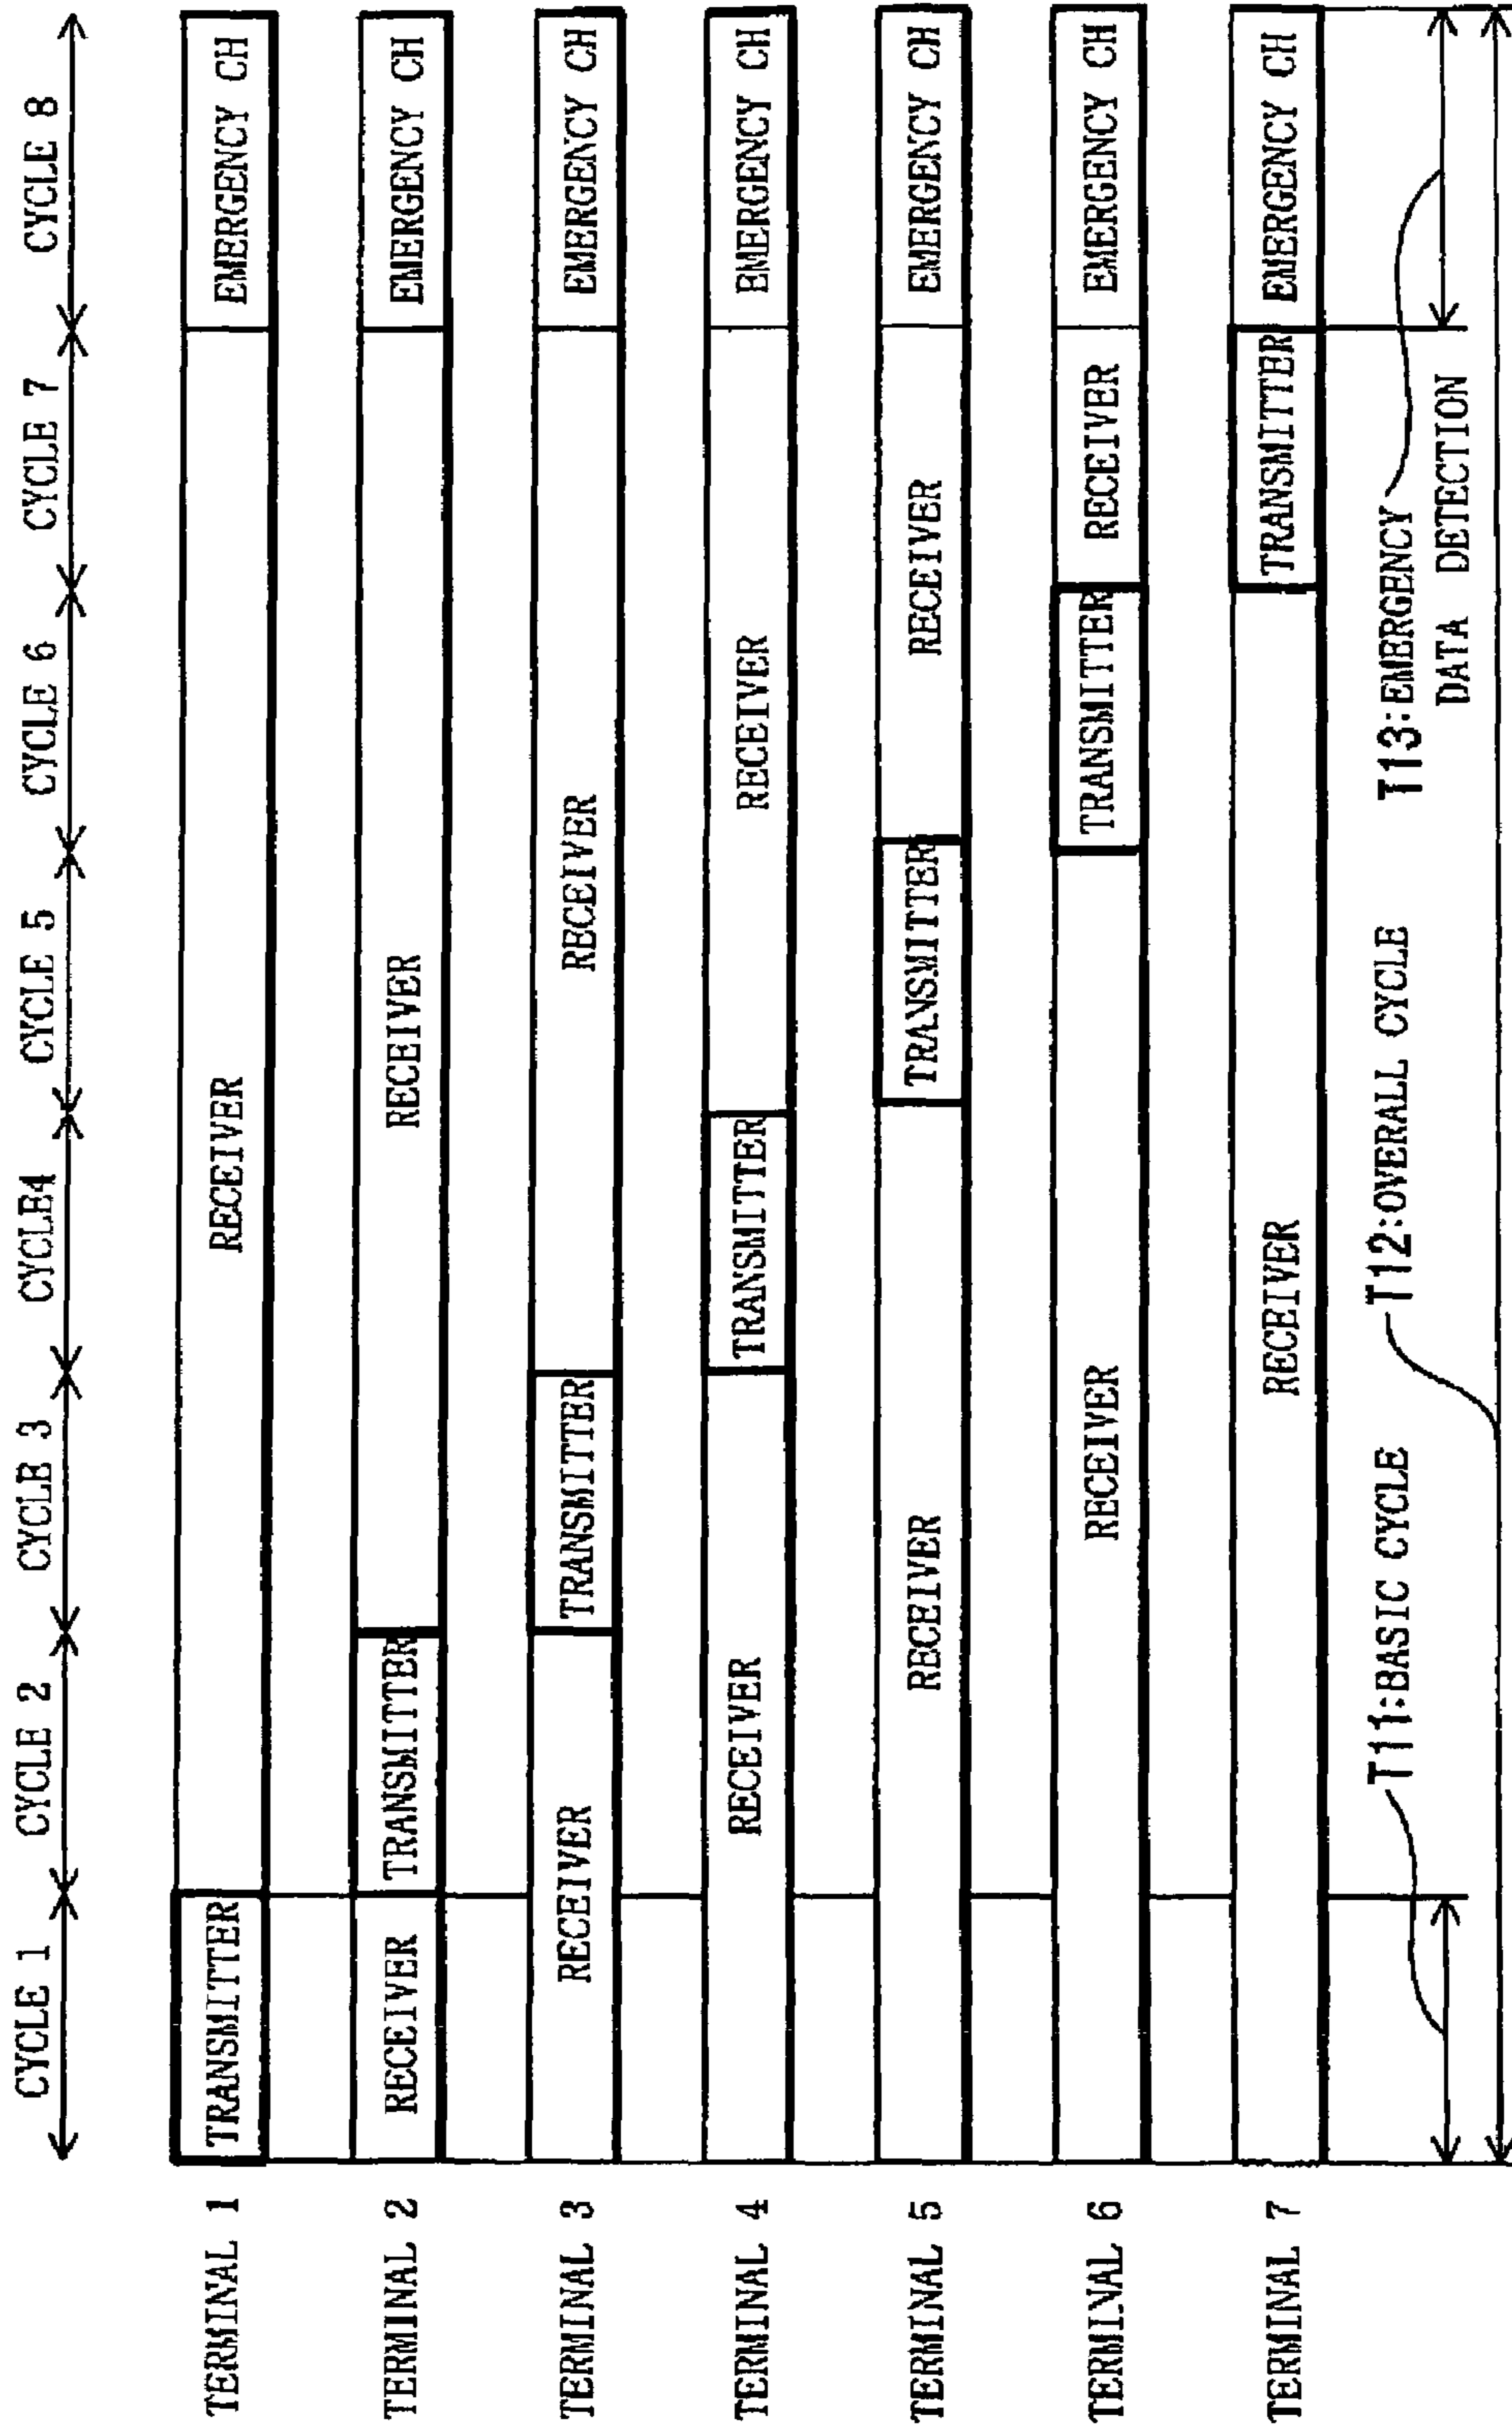 CYCLE 1
CYCLE 2
CYCLE 3
CYCLE4
CYCLE 5
CYCLE 6
CYCLE 7
CYCLE 8
TERMINAL 1
TRANSMITTER
RECEIVER
EMERGENCY CH
TERMINAL 2
RECEIVER
TRANSMITTER
RECEIVER
EMERGENCY CH
TERMINAL 3
RECEIVER
TRANSMITTER
RECEIVER
EMERGENCY CH
TERMINAL 4
RECEIVER
TRANSMITTER
RECEIVER
EMERGENCY CH
TERMINAL 5
RECEIVER
TRANSMITTER
RECEIVER
EMERGENCY CH
TERMINAL 6
RECEIVER
TRANSMITTER
RECEIVER
EMERGENCY CH
TERMINAL 7
RECEIVER
TRANSMITTER
EMERGENCY CH
T11:BASIC CYCLE
T12:OVERALL CYCLE
T13:EMERGENCY
DATA DETECTION